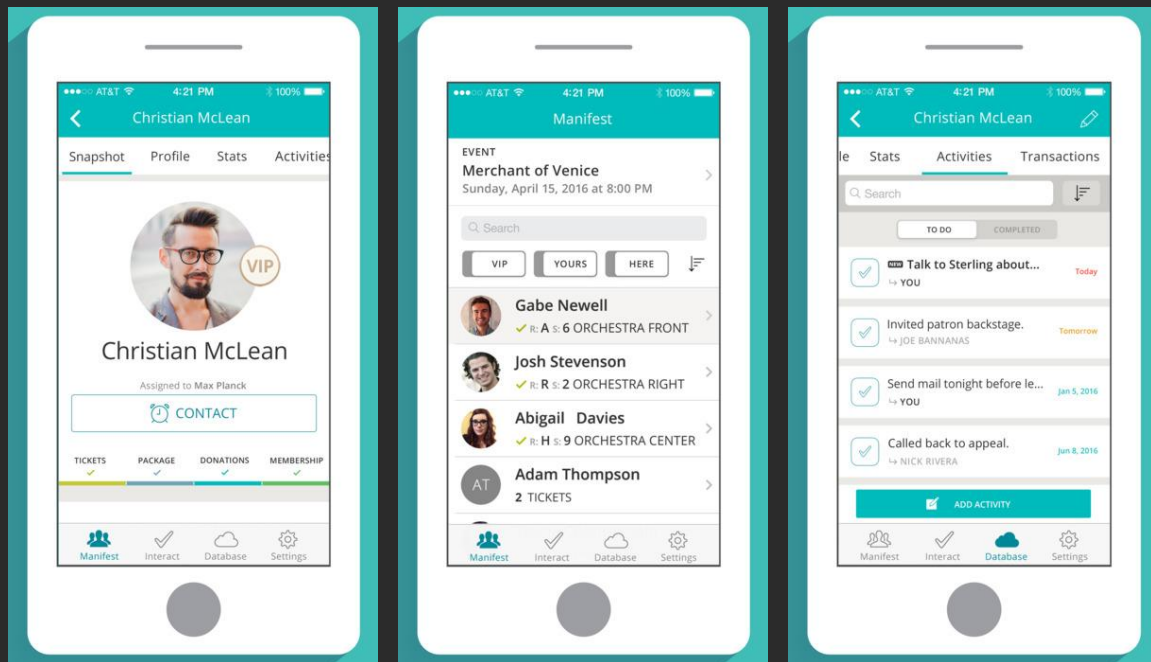 AT&T 4:21 PM 100%
Christian McLean
Snapshot Profile Stats Activities
VIP
Christian McLean
Assigned to Max Planck
CONTACT
TICKETS PACKAGE DONATIONS MEMBERSHIP
Manifest Interact Database Settings
AT&T 4:21 PM 100%
Manifest
EVENT
Merchant of Venice
Sunday, April 15, 2016 at 8:00 PM
Search
VIP YOURS HERE
Gabe Newell
R: A S: 6 ORCHESTRA FRONT
Josh Stevenson
R: R S: 2 ORCHESTRA RIGHT
Abigail Davies
R: H S: 9 ORCHESTRA CENTER
AT
Adam Thompson
2 TICKETS
Manifest Interact Database Settings
AT&T 4:21 PM 100%
Christian McLean
le Stats Activities Transactions
Search
TO DO COMPLETED
NEW Talk to Sterling about... Today
YOU
Invited patron backstage. Tomorrow
JOE BANNANAS
Send mail tonight before le... Jan 5, 2016
YOU
Called back to appeal. Jun 8, 2016
NICK RIVERA
ADD ACTIVITY
Manifest Interact Database Settings